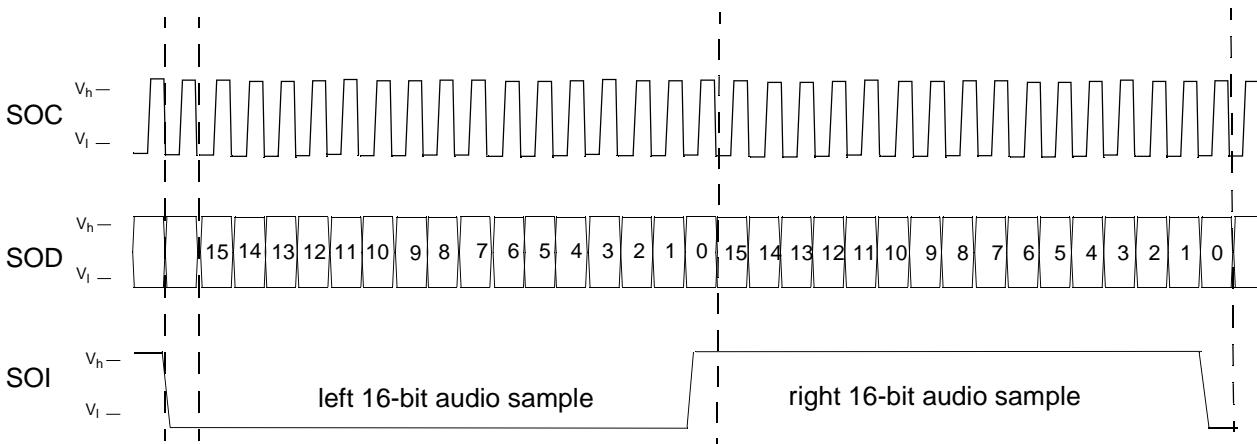 SOC
Vh
Vl
SOD
Vh
Vl
15 14 13 12 11 10 9 8 7 6 5 4 3 2 1 0 15 14 13 12 11 10 9 8 7 6 5 4 3 2 1 0
SOI
Vh
Vl
left 16-bit audio sample
right 16-bit audio sample